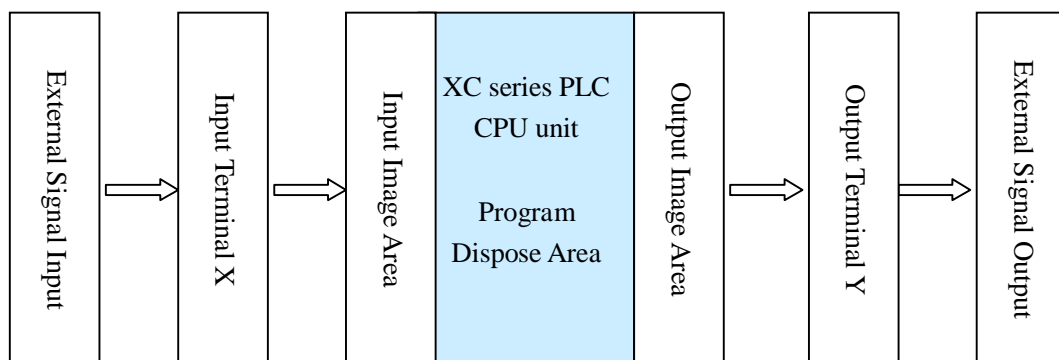 External Signal Input
Input Terminal X
Input Image Area
XC series PLC
CPU unit
Program
Dispose Area
Output Image Area
Output Terminal Y
External Signal Output